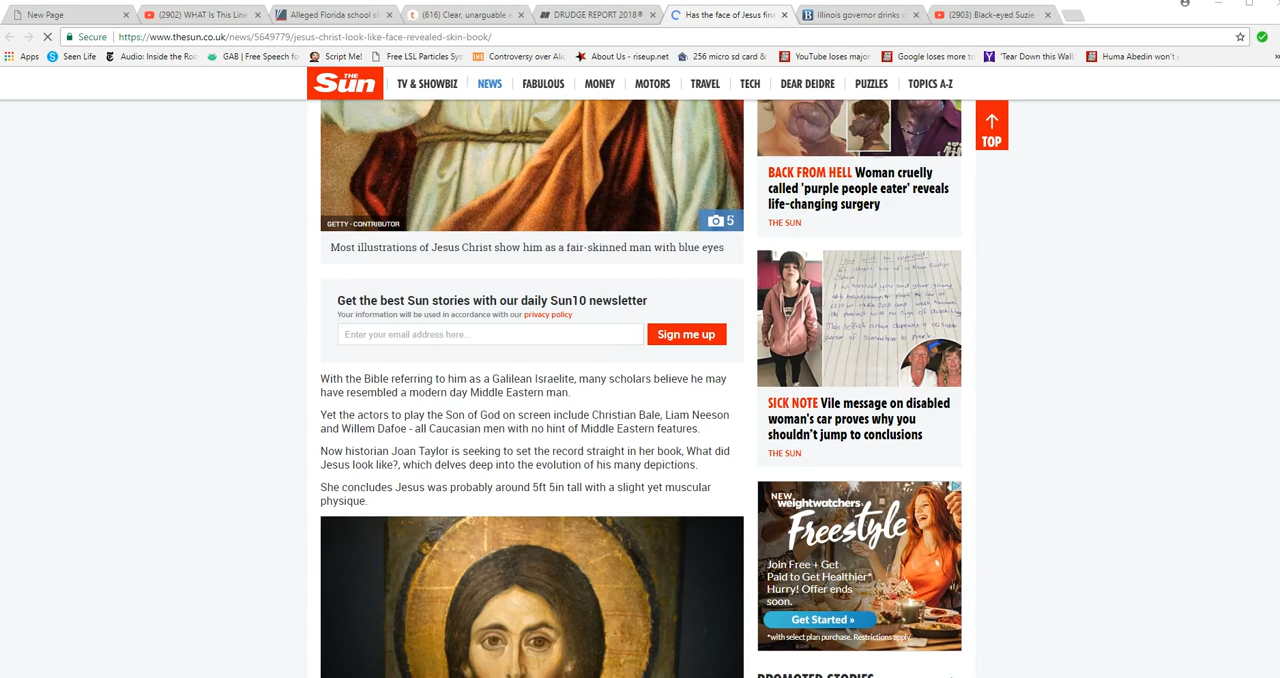 New Page
(2902) WHAT Is This Line
Alleged Florida school sh
(616) Clear, unarguable e
DRUDGE REPORT 2018®
Has the face of Jesus fina
Illinois governor drinks c
(2903) Black-eyed Suzie
Secure
https://www.thesun.co.uk/news/5649779/jesus-christ-look-like-face-revealed-skin-book/
Apps
Seen Life
Audio: Inside the Ro
GAB | Free Speech fo
Script Me!
Free LSL Particles Sys
Controversy over Ali
About Us - riseup.net
256 micro sd card &
YouTube loses major
Google loses more to
'Tear Down this Wall
Huma Abedin won't
THE Sun
TV & SHOWBIZ
NEWS
FABULOUS
MONEY
MOTORS
TRAVEL
TECH
DEAR DEIDRE
PUZZLES
TOPICS A-Z
TOP
GETTY - CONTRIBUTOR
5
Most illustrations of Jesus Christ show him as a fair-skinned man with blue eyes
Get the best Sun stories with our daily Sun10 newsletter
Your information will be used in accordance with our privacy policy
Enter your email address here...
Sign me up
With the Bible referring to him as a Galilean Israelite, many scholars believe he may
have resembled a modern day Middle Eastern man.
Yet the actors to play the Son of God on screen include Christian Bale, Liam Neeson
and Willem Dafoe - all Caucasian men with no hint of Middle Eastern features.
Now historian Joan Taylor is seeking to set the record straight in her book, What did
Jesus look like?, which delves deep into the evolution of his many depictions.
She concludes Jesus was probably around 5ft 5in tall with a slight yet muscular
physique.
BACK FROM HELL Woman cruelly
called 'purple people eater' reveals
life-changing surgery
THE SUN
SICK NOTE Vile message on disabled
woman's car proves why you
shouldn't jump to conclusions
THE SUN
NEW
weightwatchers
Freestyle
Join Free + Get
Paid to Get Healthier*
Hurry! Offer ends
soon.
Get Started »
*with select plan purchase. Restrictions apply.
PROMOTED STORIES